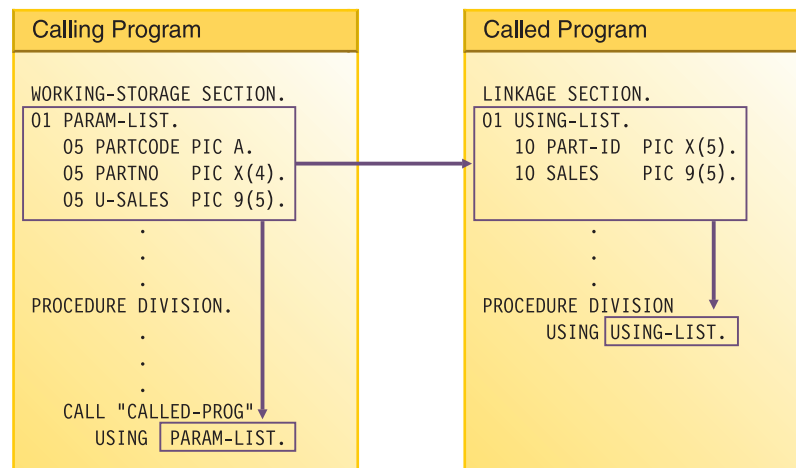 Calling Program
WORKING-STORAGE SECTION.
01 PARAM-LIST.
05 PARTCODE PIC A.
05 PARTNO PIC X(4).
05 U-SALES PIC 9(5).
.
.
.
PROCEDURE DIVISION.
.
.
.
CALL "CALLED-PROG"
USING PARAM-LIST.
Called Program
LINKAGE SECTION.
01 USING-LIST.
10 PART-ID PIC X(5).
10 SALES PIC 9(5).
.
.
.
PROCEDURE DIVISION
USING USING-LIST.